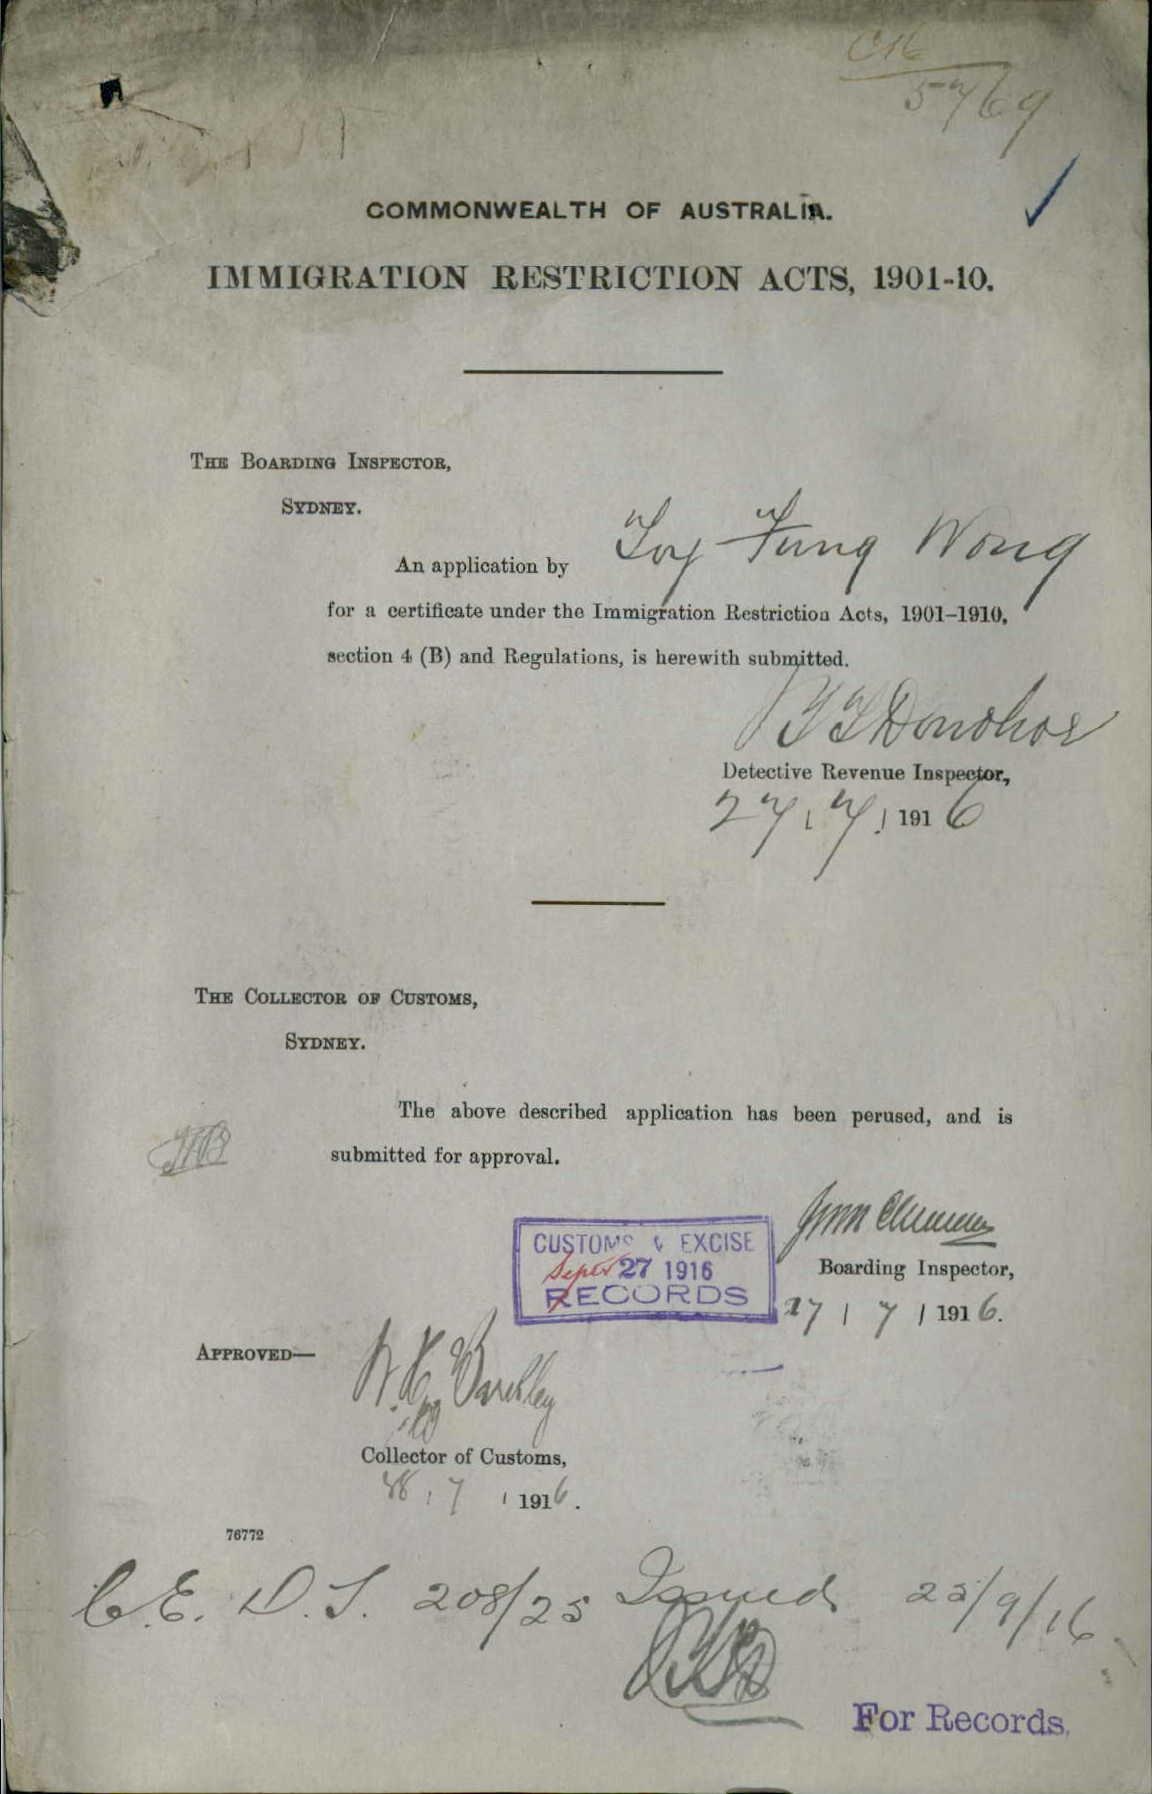 C16
5769
COMMONWEALTH OF AUSTRALIA.
IMMIGRATION RESTRICTION ACTS, 1901-10.
THE BOARDING INSPECTOR,
SYDNEY.
An application by Loy Fung Wong
for a certificate under the Immigration Restriction Acts, 1901–1910,
section 4 (B) and Regulations, is herewith submitted.
Donohoe
Detective Revenue Inspector,
27 / 7 / 1916
THE COLLECTOR OF CUSTOMS,
SYDNEY.
The above described application has been perused, and is
submitted for approval.
CUSTOMS & EXCISE
Sept 27 1916
RECORDS
Boarding Inspector,
27 / 7 / 1916.
APPROVED—
W. H. Barkley
Collector of Customs,
28 / 7 / 1916.
76772
C.E. D.T. 208/25 Issued 23/9/16
For Records.